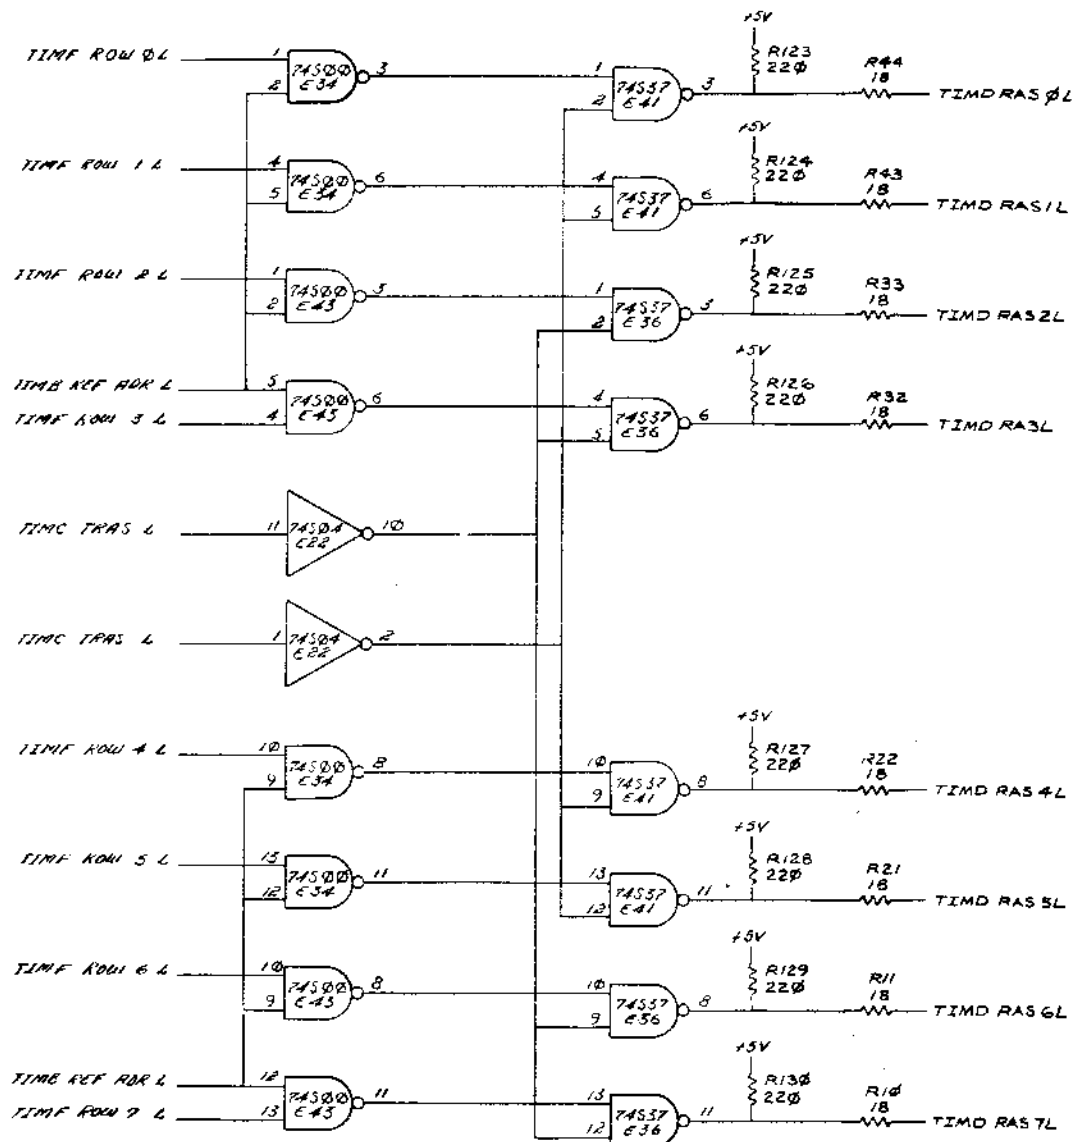 +5V
TIMF ROW ØL
1
2
74SØØ
E34
3
1
2
74S37
E41
3
R123
22Ø
R44
18
TIMD RAS ØL
+5V
TIMF ROW 1 L
4
5
74SØØ
E34
6
4
5
74S37
E41
6
R124
22Ø
R43
18
TIMD RAS1L
+5V
TIMF ROW 2 L
1
2
74SØØ
E43
3
1
2
74S37
E36
3
R125
22Ø
R33
18
TIMD RAS2L
+5V
TIMB REF ADR L
TIMF ROW 3 L
5
4
74SØØ
E43
6
4
5
74S37
E36
6
R126
22Ø
R32
18
TIMD RA3L
TIMC TRAS L
11
74SØ4
E22
1Ø
TIMC TRAS L
1
74SØ4
E22
2
+5V
TIMF ROW 4 L
1Ø
9
74SØØ
E34
8
1Ø
9
74S37
E41
8
R127
22Ø
R22
18
TIMD RAS4L
+5V
TIMF ROW 5 L
13
12
74SØØ
E34
11
13
12
74S37
E41
11
R128
22Ø
R21
18
TIMD RAS5L
+5V
TIMF ROW 6 L
1Ø
9
74SØØ
E43
8
1Ø
9
74S37
E36
8
R129
22Ø
R11
18
TIMD RAS6L
+5V
TIMB REF ADR L
TIMF ROW 7 L
12
13
74SØØ
E43
11
13
12
74S37
E36
11
R13Ø
22Ø
R1Ø
18
TIMD RAS7L